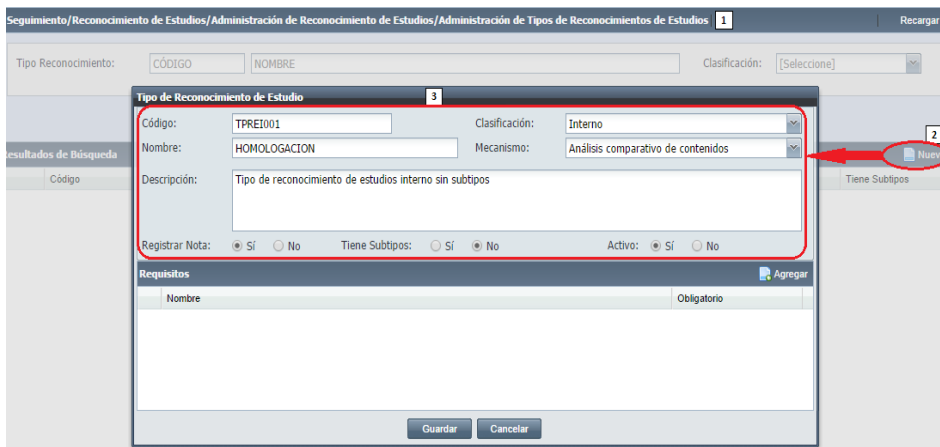 Seguimiento/Reconocimiento de Estudios/Administración de Reconocimiento de Estudios/Administración de Tipos de Reconocimientos de Estudios 1 Recargar
Tipo Reconocimiento: CÓDIGO NOMBRE Clasificación: [Seleccione]
Tipo de Reconocimiento de Estudio 3
Código: TPREI001 Clasificación: Interno
2
Nombre: HOMOLOGACION Mecanismo: Análisis comparativo de contenidos
Resultados de Búsqueda Nuev
Código Tiene Subtipos
Descripción: Tipo de reconocimiento de estudios interno sin subtipos
Registrar Nota: Sí No Tiene Subtipos: Sí No Activo: Sí No
Requisitos Agregar
Nombre Obligatorio
Guardar Cancelar